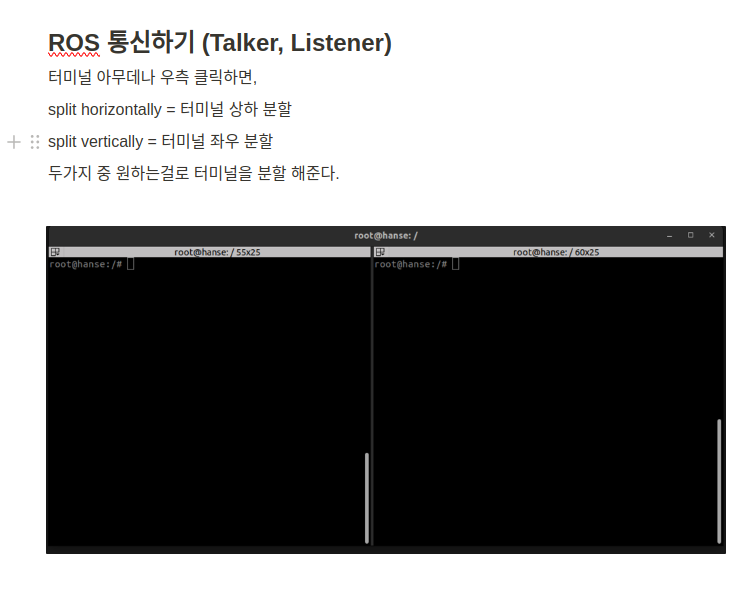 ROS 통신하기 (Talker, Listener)
터미널 아무데나 우측 클릭하면,
split horizontally = 터미널 상하 분할
split vertically = 터미널 좌우 분할
두가지 중 원하는걸로 터미널을 분할 해준다.
root@hanse: /
root@hanse: / 55x25
root@hanse: / 60x25
root@hanse:/#
root@hanse:/#